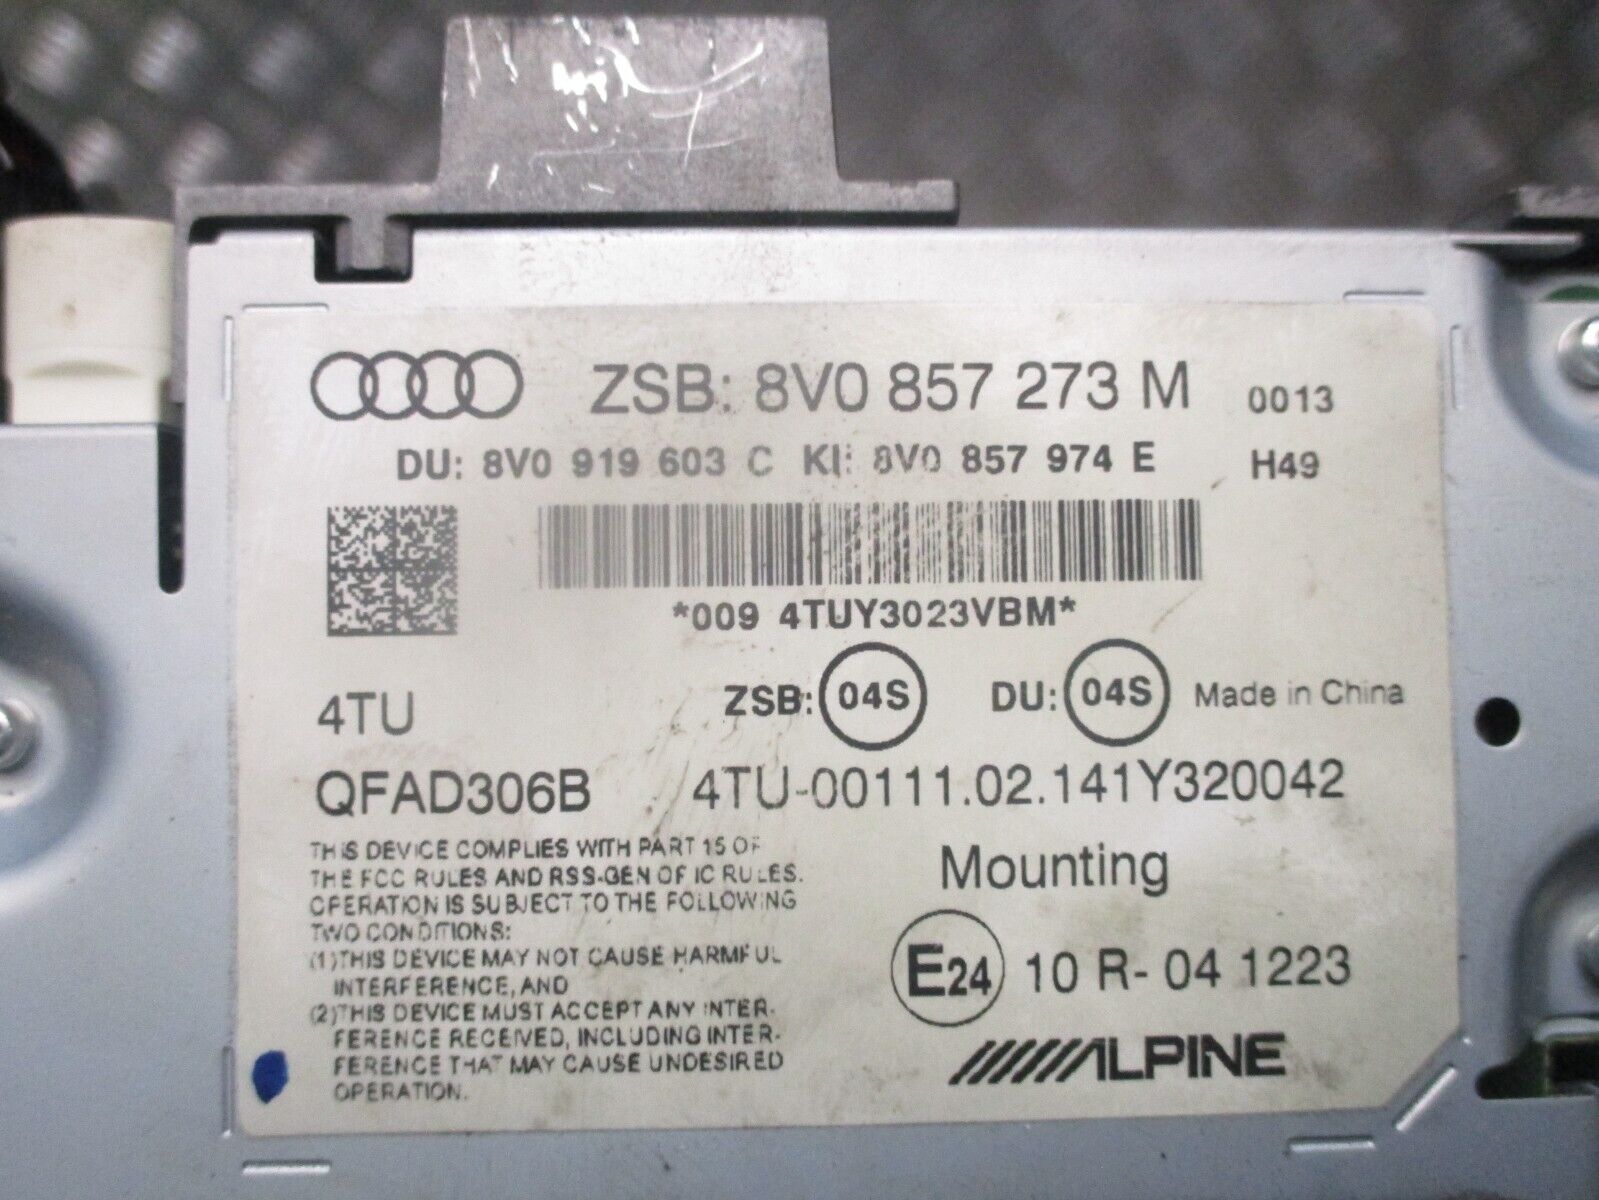 ZSB: 8V0 857 273 M 0013
DU: 8V0 919 603 C KI: 8V0 857 974 E H49
*009 4TUY3023VBM*
4TU ZSB: 04S DU: 04S Made in China
QFAD306B 4TU-00111.02.141Y320042
THIS DEVICE COMPLIES WITH PART 15 OF
THE FCC RULES AND RSS-GEN OF IC RULES.
OPERATION IS SUBJECT TO THE FOLLOWING
TWO CONDITIONS:
(1)THIS DEVICE MAY NOT CAUSE HARMFUL
INTERFERENCE, AND
(2)THIS DEVICE MUST ACCEPT ANY INTER-
FERENCE RECEIVED, INCLUDING INTER-
FERENCE THAT MAY CAUSE UNDESIRED
OPERATION.
Mounting
E24 10 R- 04 1223
ALPINE